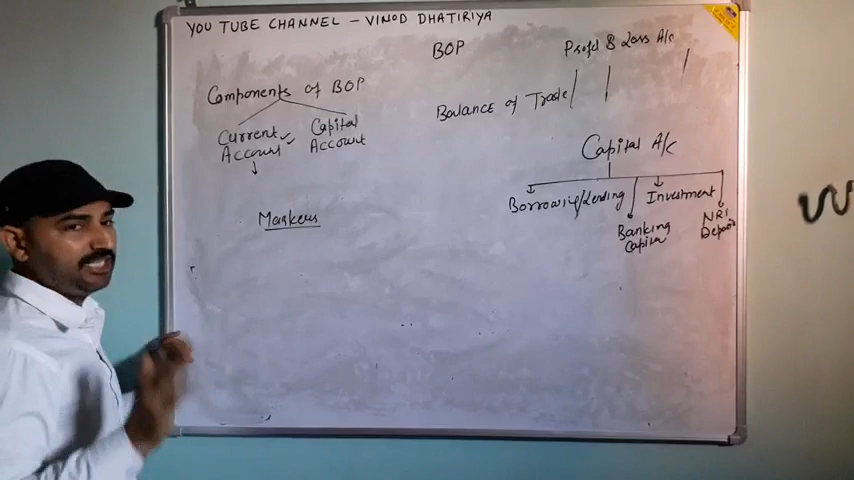 YOU TUBE CHANNEL - VINOD DHATIRIYA
BOP
Profit & Loss A/c
Components of BOP
Balance of Trade
Current Account
Capital Account
Capital A/c
Borrowing/Lending
Investment
Banking Capital
NRI Deposit